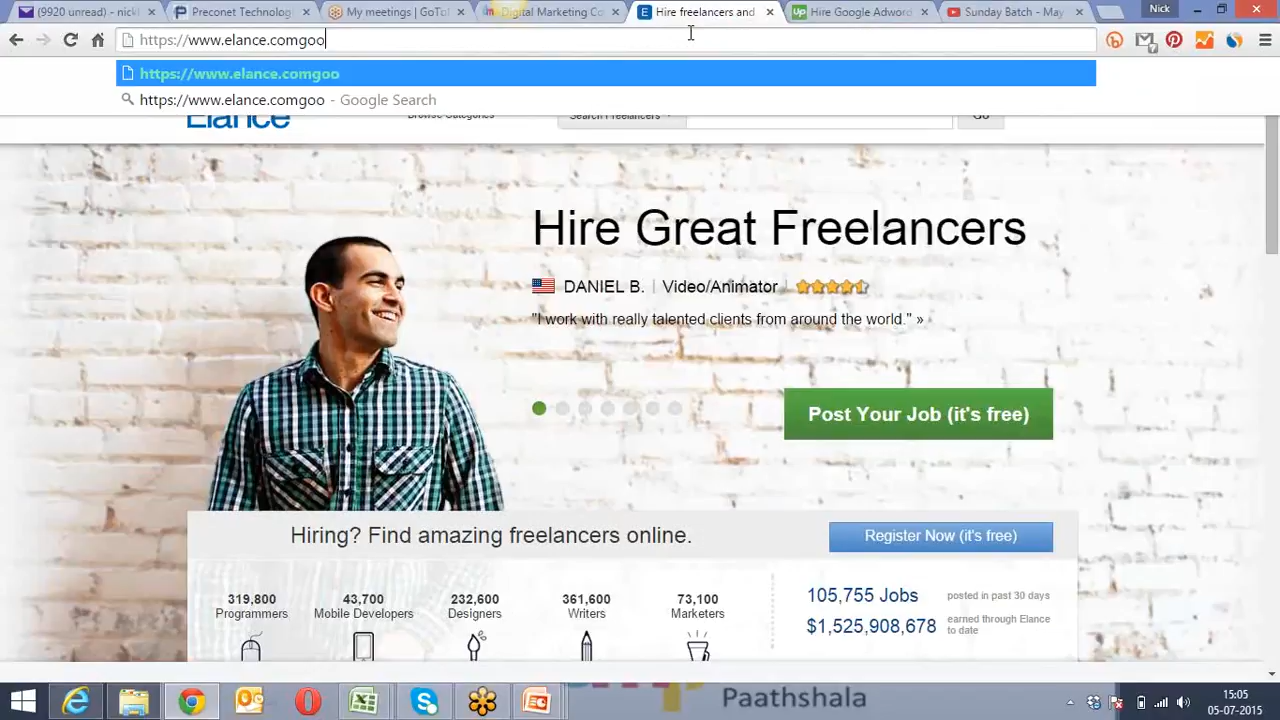 (9920 unread) - nickl
Preconet Technolog
My meetings | GoTo
Digital Marketing Co
Hire freelancers and
Hire Google Adword
Sunday Batch - May
Nick
https://www.elance.comgoo
https://www.elance.comgoo
https://www.elance.comgoo - Google Search
Elance
Browse Categories
Search Freelancers
Go
Hire Great Freelancers
DANIEL B. | Video/Animator
"I work with really talented clients from around the world." »
Post Your Job (it's free)
Hiring? Find amazing freelancers online.
Register Now (it's free)
319,800
Programmers
43,700
Mobile Developers
232,600
Designers
361,600
Writers
73,100
Marketers
105,755 Jobs
posted in past 30 days
$1,525,908,678
earned through Elance
to date
Paathshala
15:05
05-07-2015